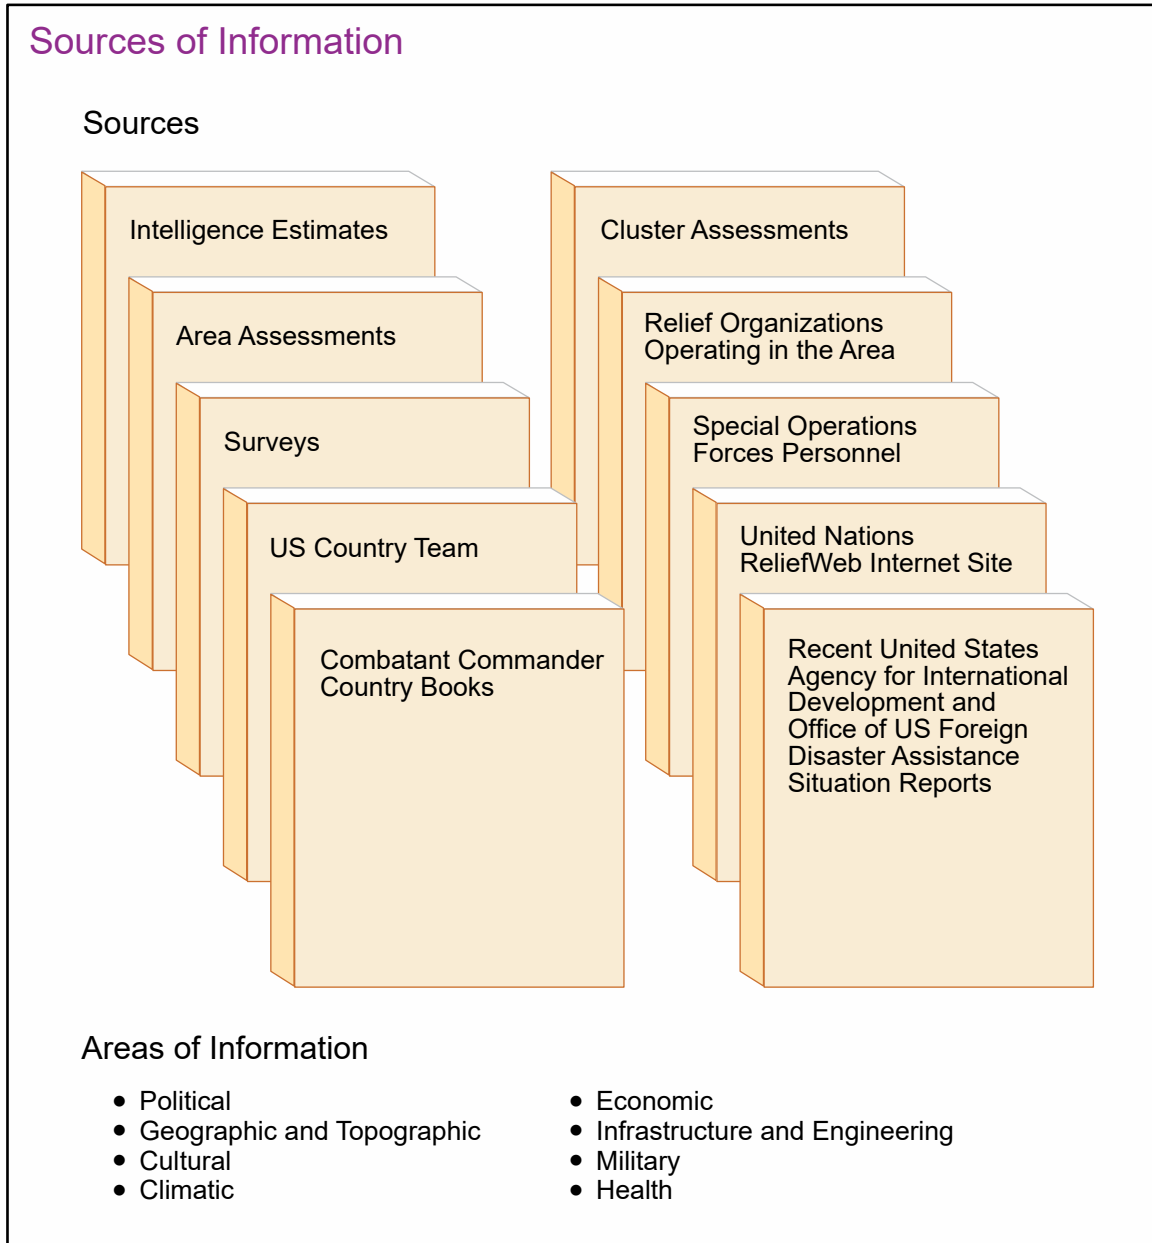 Sources of Information
Sources
Intelligence Estimates
Area Assessments
Surveys
US Country Team
Combatant Commander
Country Books
Cluster Assessments
Relief Organizations
Operating in the Area
Special Operations
Forces Personnel
United Nations
ReliefWeb Internet Site
Recent United States
Agency for International
Development and
Office of US Foreign
Disaster Assistance
Situation Reports
Areas of Information
• Political
• Geographic and Topographic
• Cultural
• Climatic
• Economic
• Infrastructure and Engineering
• Military
• Health